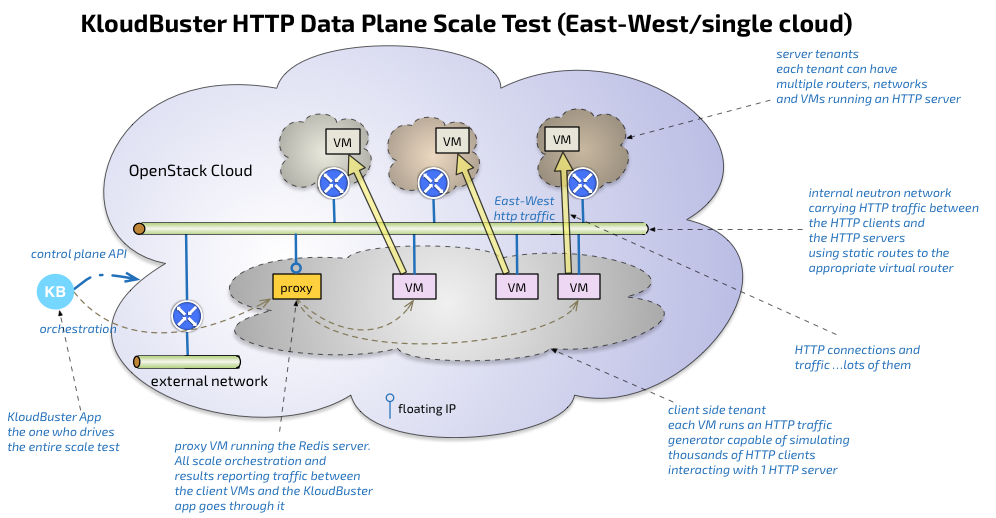 KloudBuster HTTP Data Plane Scale Test (East-West/single cloud)
server tenants
each tenant can have
multiple routers, networks
and VMs running an HTTP server
VM
VM
VM
OpenStack Cloud
East-West
http traffic
internal neutron network
carrying HTTP traffic between
the HTTP clients and
the HTTP servers
using static routes to the
appropriate virtual router
control plane API
KB
proxy
VM
VM
VM
orchestration
HTTP connections and
traffic ...lots of them
external network
floating IP
KloudBuster App
the one who drives
the entire scale test
client side tenant
each VM runs an HTTP traffic
generator capable of simulating
thousands of HTTP clients
interacting with 1 HTTP server
proxy VM running the Redis server.
All scale orchestration and
results reporting traffic between
the client VMs and the KloudBuster
app goes through it